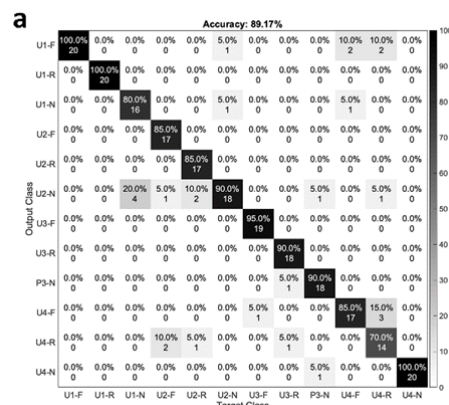 a
Accuracy: 89.17%
U1-F 100.0% 0.0% 0.0% 0.0% 0.0% 5.0% 0.0% 0.0% 0.0% 10.0% 10.0% 0.0%
20 0 0 0 0 1 0 0 0 2 2 0
U1-R 0.0% 100.0% 0.0% 0.0% 0.0% 0.0% 0.0% 0.0% 0.0% 0.0% 0.0% 0.0%
0 20 0 0 0 0 0 0 0 0 0 0
U1-N 0.0% 0.0% 80.0% 0.0% 0.0% 5.0% 0.0% 0.0% 0.0% 5.0% 0.0% 0.0%
0 0 16 0 0 1 0 0 0 1 0 0
U2-F 0.0% 0.0% 0.0% 85.0% 0.0% 0.0% 0.0% 0.0% 0.0% 0.0% 0.0% 0.0%
0 0 0 17 0 0 0 0 0 0 0 0
U2-R 0.0% 0.0% 0.0% 0.0% 85.0% 0.0% 0.0% 0.0% 0.0% 0.0% 0.0% 0.0%
0 0 0 0 17 0 0 0 0 0 0 0
U2-N 0.0% 0.0% 20.0% 5.0% 10.0% 90.0% 0.0% 0.0% 5.0% 0.0% 5.0% 0.0%
0 0 4 1 2 18 0 0 1 0 1 0
U3-F 0.0% 0.0% 0.0% 0.0% 0.0% 0.0% 95.0% 0.0% 0.0% 0.0% 0.0% 0.0%
0 0 0 0 0 0 19 0 0 0 0 0
U3-R 0.0% 0.0% 0.0% 0.0% 0.0% 0.0% 0.0% 90.0% 0.0% 0.0% 0.0% 0.0%
0 0 0 0 0 0 0 18 0 0 0 0
P3-N 0.0% 0.0% 0.0% 0.0% 0.0% 0.0% 0.0% 5.0% 90.0% 0.0% 0.0% 0.0%
0 0 0 0 0 0 0 1 18 0 0 0
U4-F 0.0% 0.0% 0.0% 0.0% 0.0% 0.0% 5.0% 0.0% 0.0% 85.0% 15.0% 0.0%
0 0 0 0 0 0 1 0 0 17 3 0
U4-R 0.0% 0.0% 0.0% 10.0% 5.0% 0.0% 0.0% 5.0% 0.0% 0.0% 70.0% 0.0%
0 0 0 2 1 0 0 1 0 0 14 0
U4-N 0.0% 0.0% 0.0% 0.0% 0.0% 0.0% 0.0% 0.0% 5.0% 0.0% 0.0% 100.0%
0 0 0 0 0 0 0 0 1 0 0 20
U1-F U1-R U1-N U2-F U2-R U2-N U3-F U3-R P3-N U4-F U4-R U4-N
Output Class
100
90
80
70
60
50
40
30
20
10
0